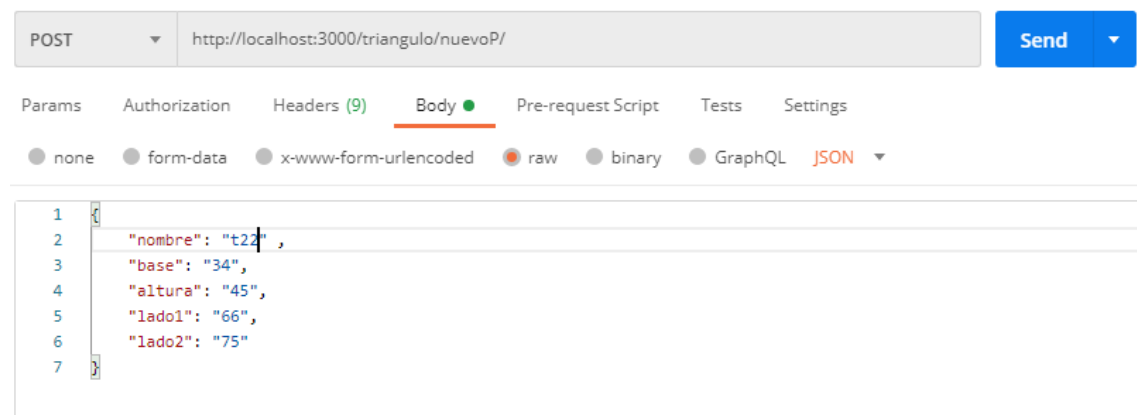 POST http://localhost:3000/triangulo/nuevoP/ Send
Params Authorization Headers (9) Body Pre-request Script Tests Settings
none form-data x-www-form-urlencoded raw binary GraphQL JSON
1 {
2 "nombre": "t22" ,
3 "base": "34",
4 "altura": "45",
5 "lado1": "66",
6 "lado2": "75"
7 }